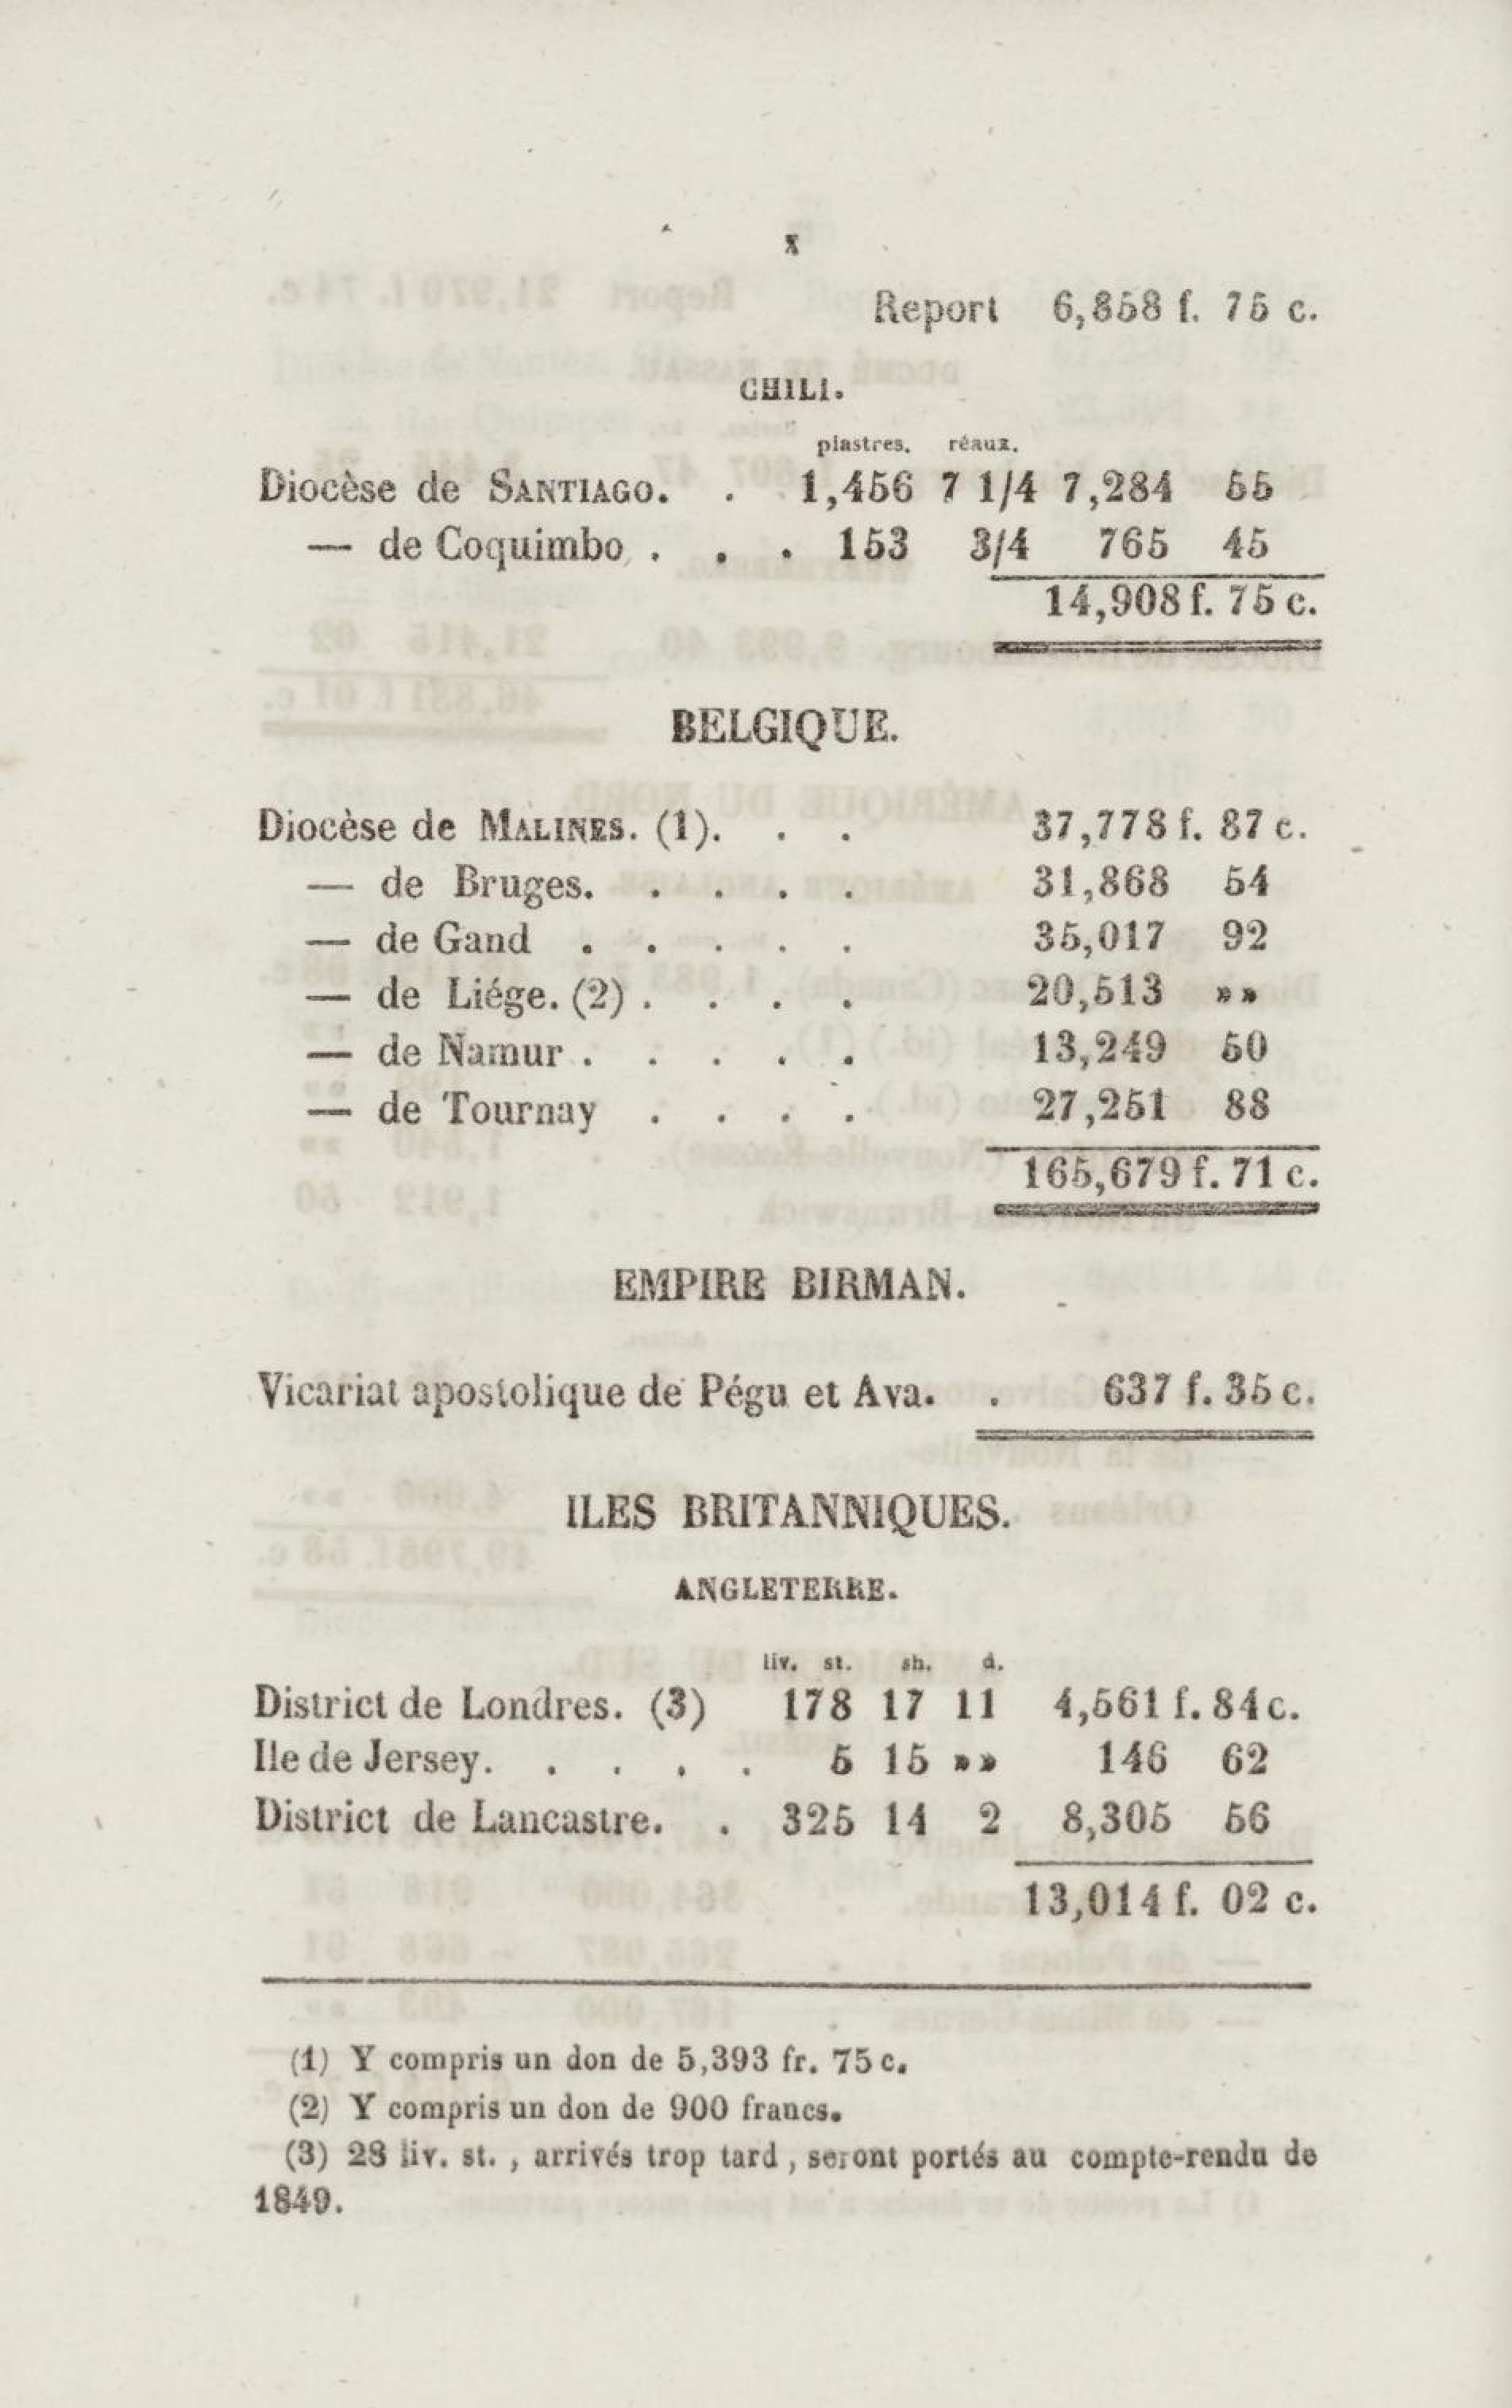 x
Report 6,858 f. 75 c.
CHILI.
piastres. réaux.
Diocèse de SANTIAGO. . 1,456 7 1/4 7,284 55
— de Coquimbo . . . 153 3/4 765 45
14,908 f. 75 c.
BELGIQUE.
Diocèse de MALINES. (1). . . 37,778 f. 87 c.
— de Bruges. . . . . 31,868 54
— de Gand . . . . . 35,017 92
— de Liége. (2) . . . . 20,513 »»
— de Namur . . . . . 13,249 50
— de Tournay . . . . 27,251 88
165,679 f. 71 c.
EMPIRE BIRMAN.
Vicariat apostolique de Pégu et Ava. . 637 f. 35 c.
ILES BRITANNIQUES.
ANGLETERRE.
liv. st. sh. d.
District de Londres. (3) 178 17 11 4,561 f. 84 c.
Ile de Jersey. . . . . 5 15 »» 146 62
District de Lancastre. . 325 14 2 8,305 56
13,014 f. 02 c.
(1) Y compris un don de 5,393 fr. 75 c.
(2) Y compris un don de 900 francs.
(3) 28 liv. st. , arrivés trop tard , seront portés au compte-rendu de
1849.